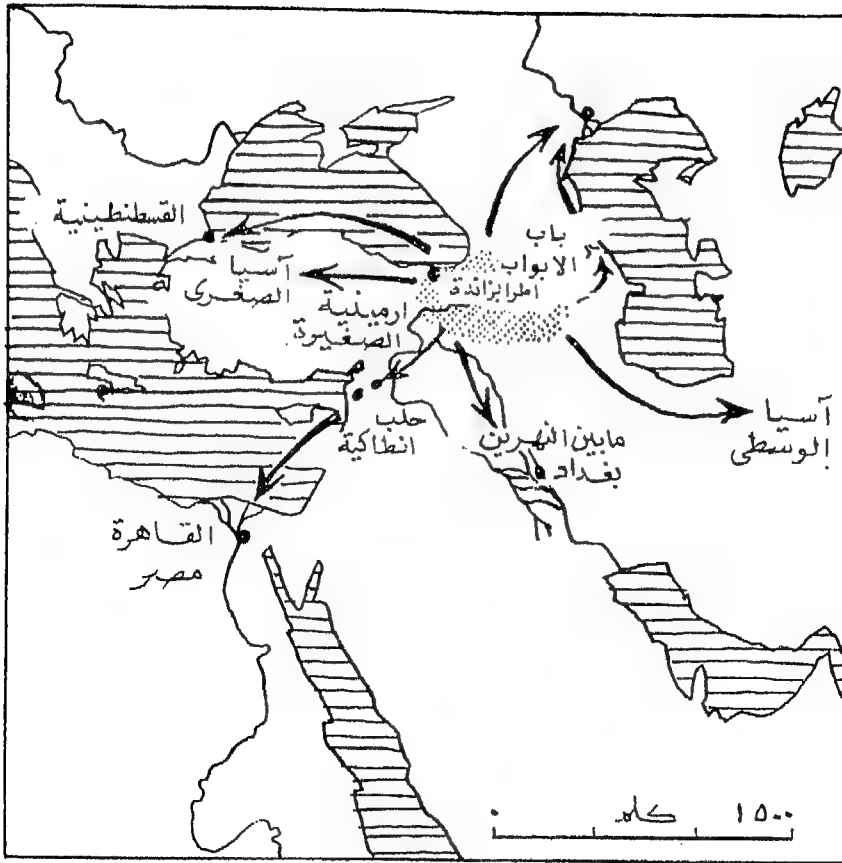 القسطنطينية
آسيا
الصغرى
باب
الابواب
اطرابزاندة
ارمينية
الصغيرة
آسيا
الوسطى
حلب
انطاكية
مابين النهرين
بغداد
القاهرة
مصر
٠ كلم ١٥٠٠